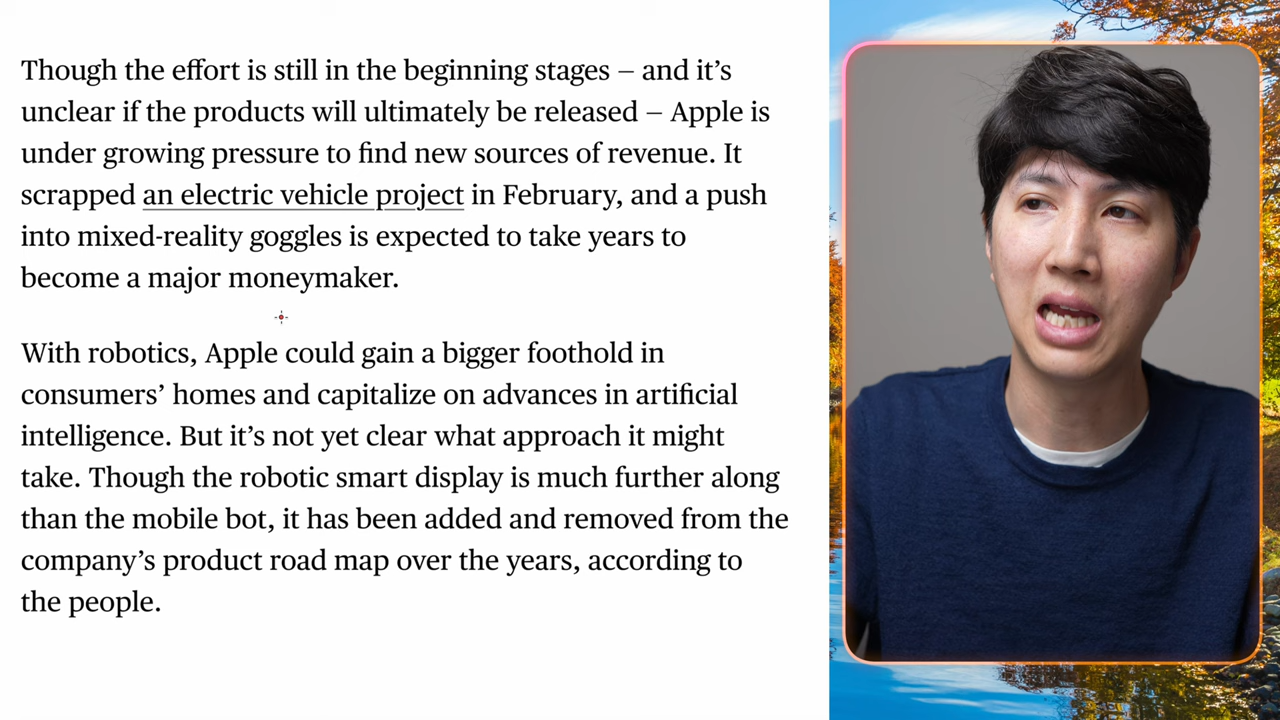 Though the effort is still in the beginning stages — and it’s
unclear if the products will ultimately be released — Apple is
under growing pressure to find new sources of revenue. It
scrapped an electric vehicle project in February, and a push
into mixed-reality goggles is expected to take years to
become a major moneymaker.
With robotics, Apple could gain a bigger foothold in
consumers’ homes and capitalize on advances in artificial
intelligence. But it’s not yet clear what approach it might
take. Though the robotic smart display is much further along
than the mobile bot, it has been added and removed from the
company’s product road map over the years, according to
the people.